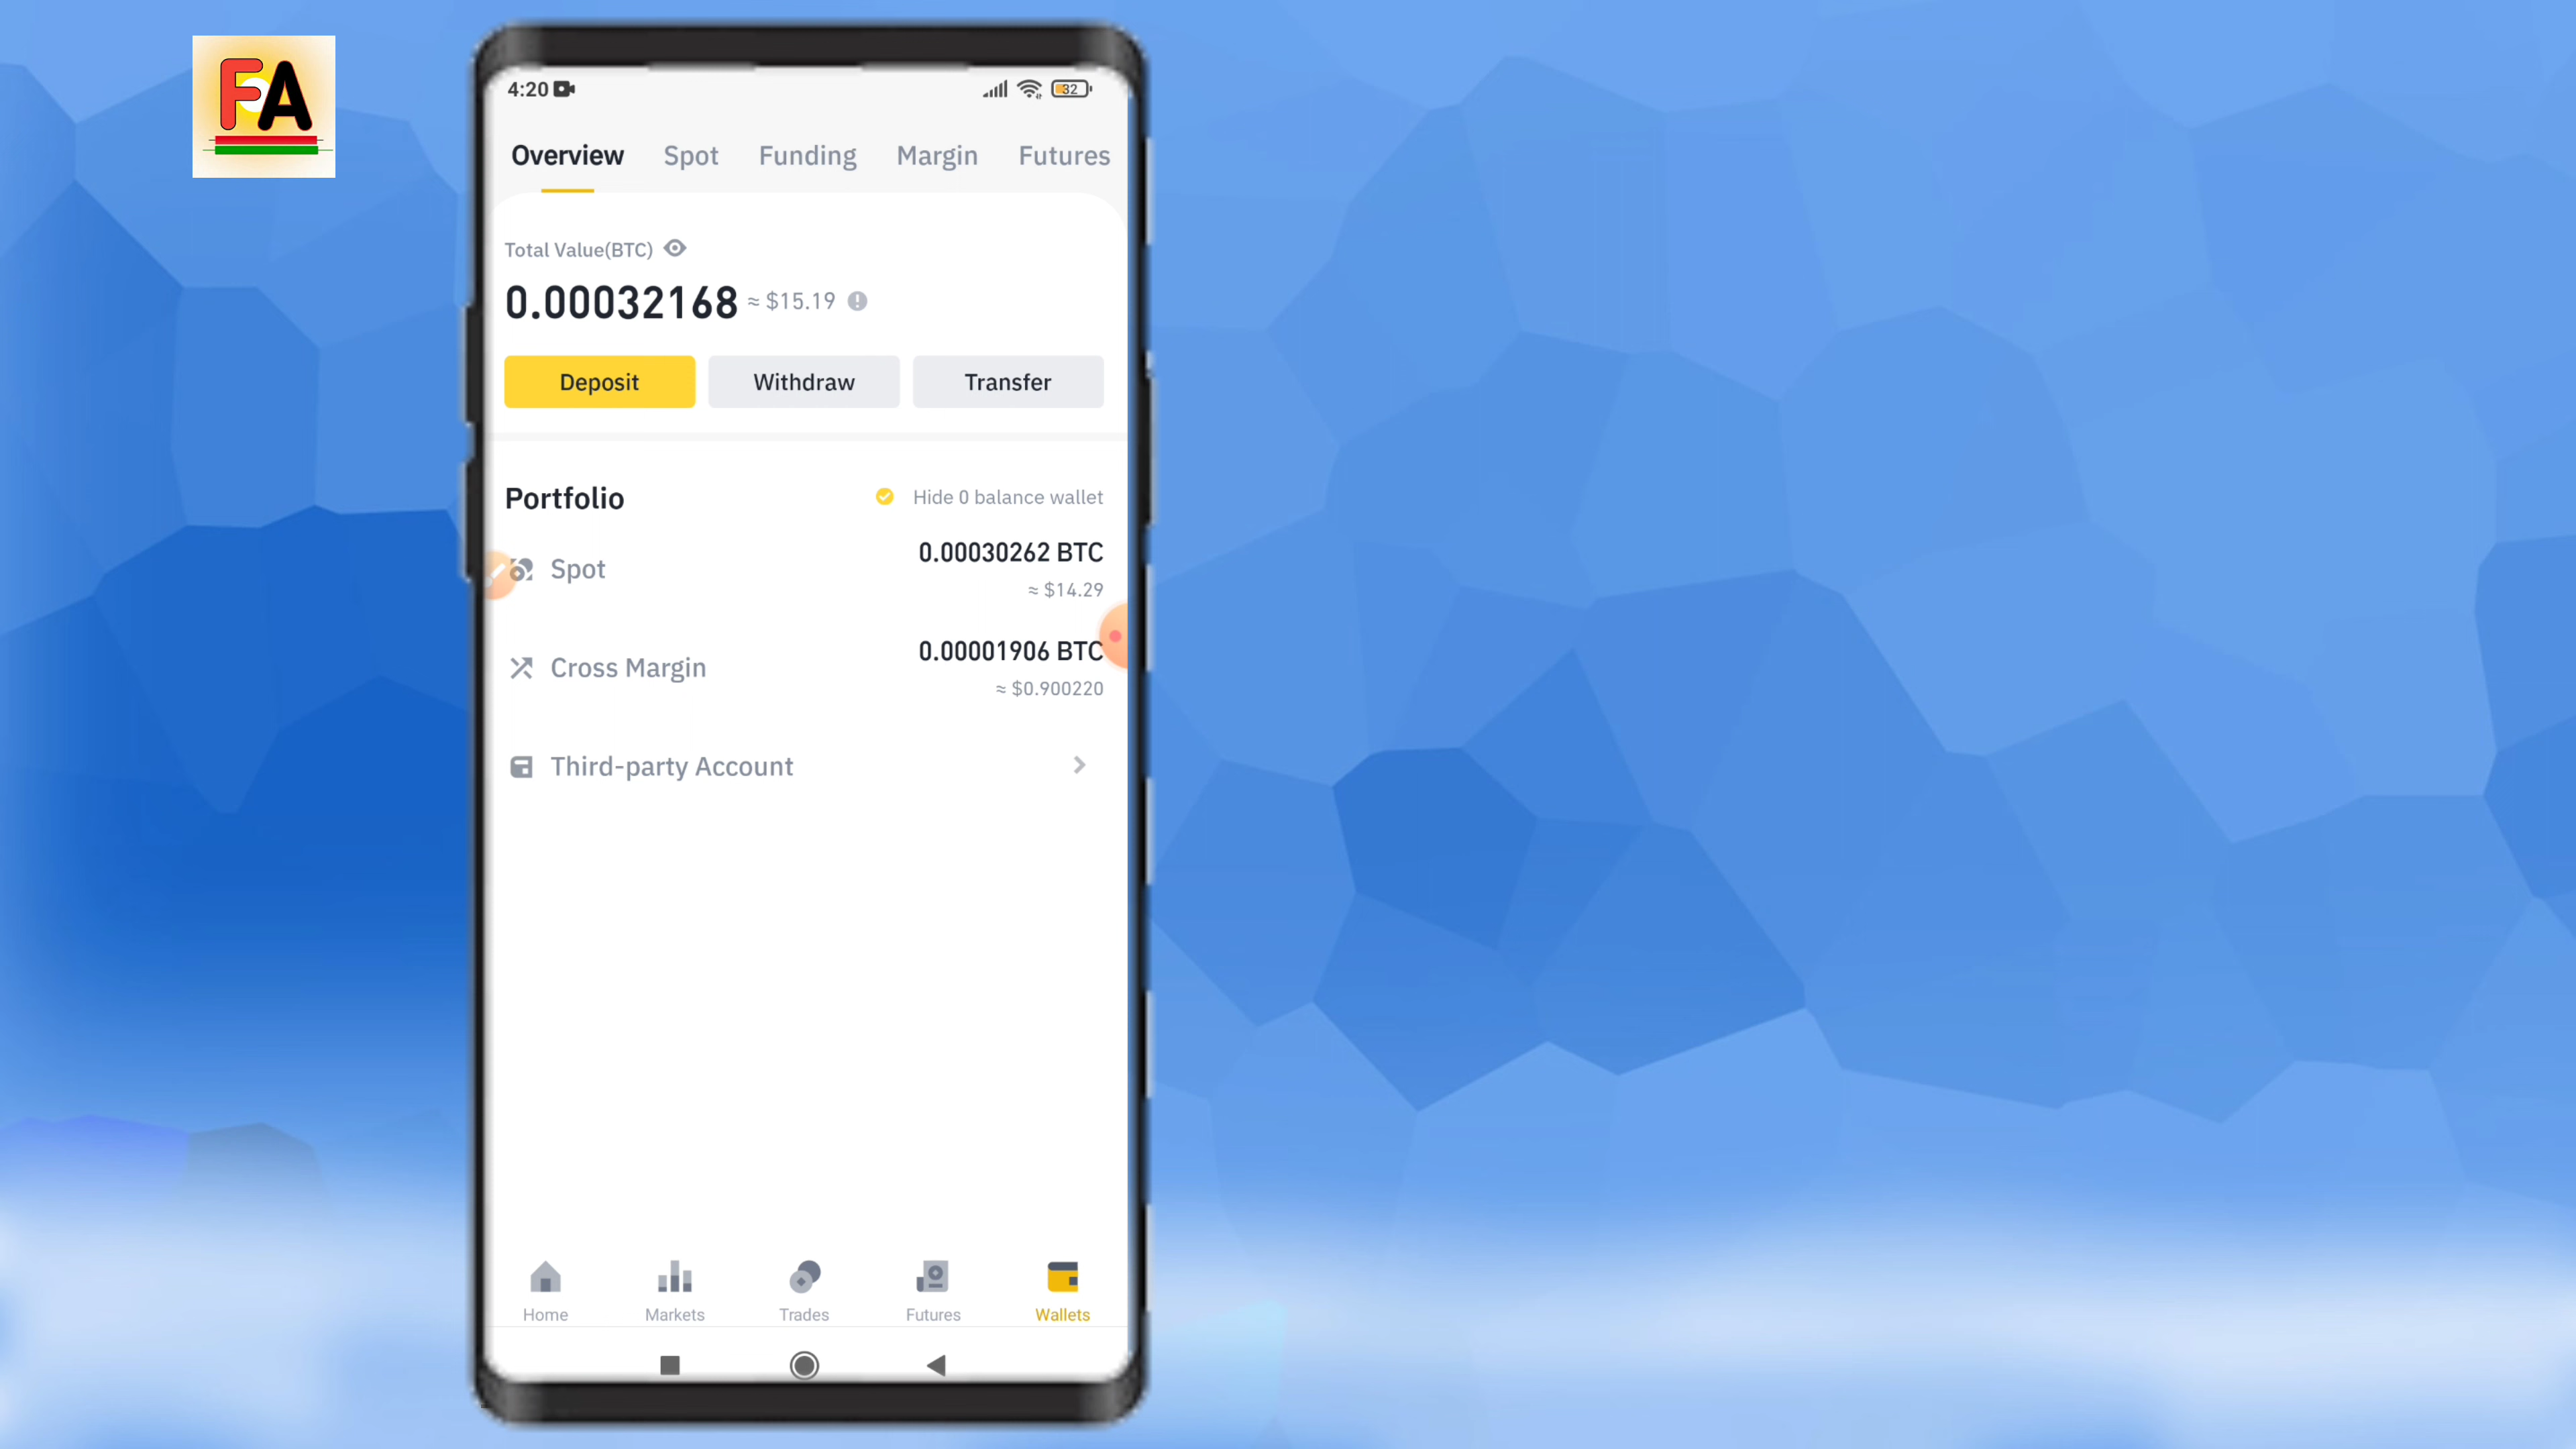 FA
4:20
32
Overview Spot Funding Margin Futures
Total Value(BTC)
0.00032168 ≈ $15.19
Deposit Withdraw Transfer
Portfolio Hide 0 balance wallet
Spot 0.00030262 BTC
≈ $14.29
Cross Margin 0.00001906 BTC
≈ $0.900220
Third-party Account
Home Markets Trades Futures Wallets